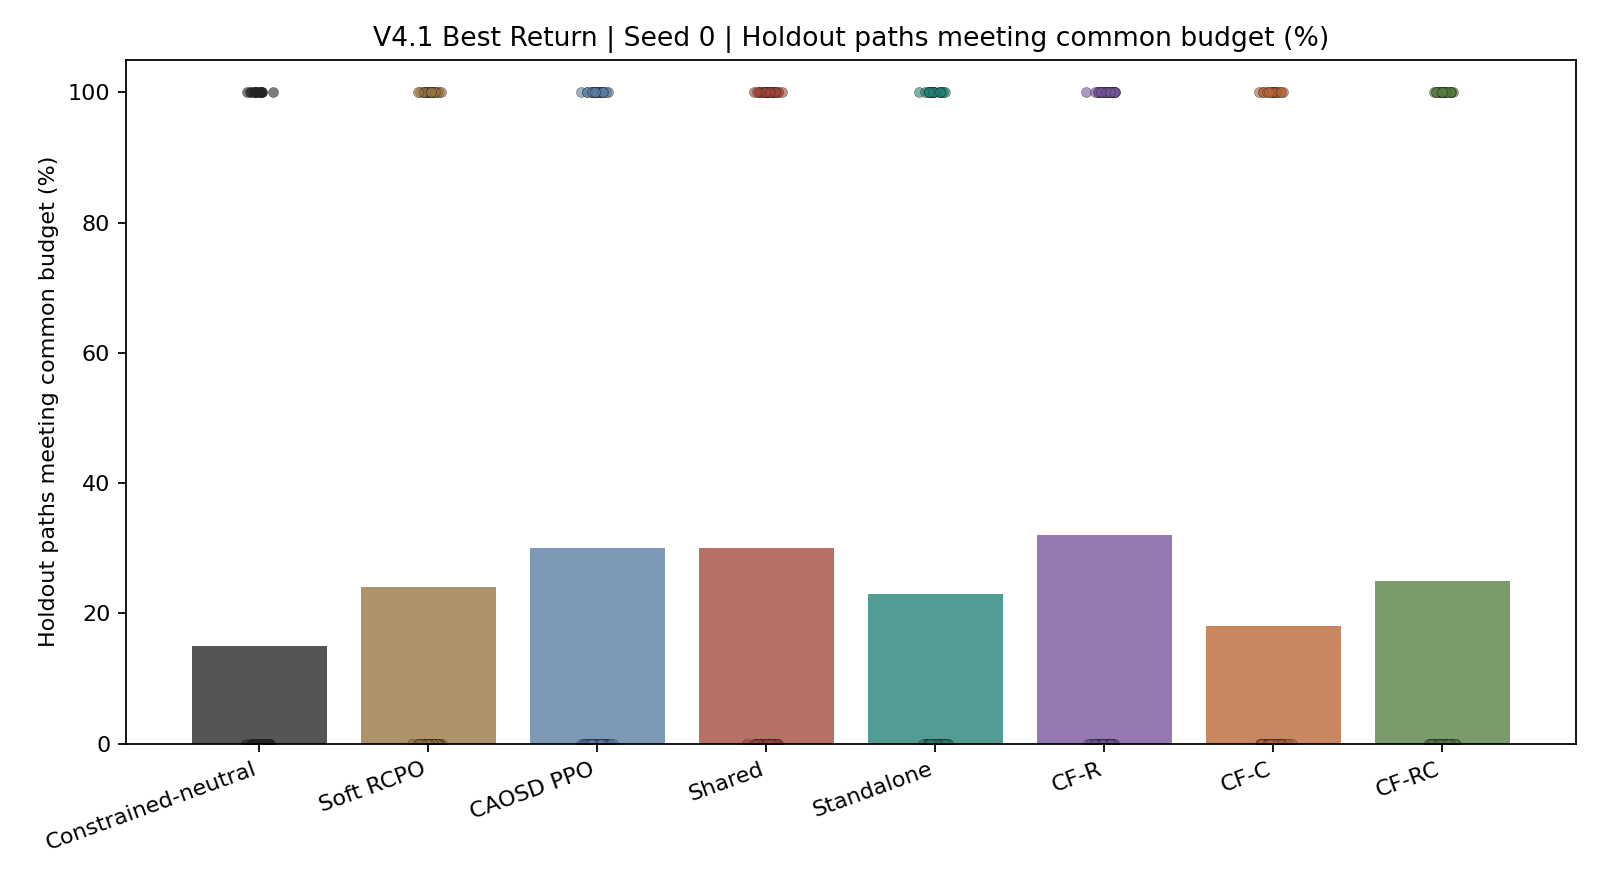 V4.1 Best Return | Seed 0 | Holdout paths meeting common budget (%)
Holdout paths meeting common budget (%)
100
80
60
40
20
0
Constrained-neutral
Soft RCPO
CAOSD PPO
Shared
Standalone
CF-R
CF-C
CF-RC